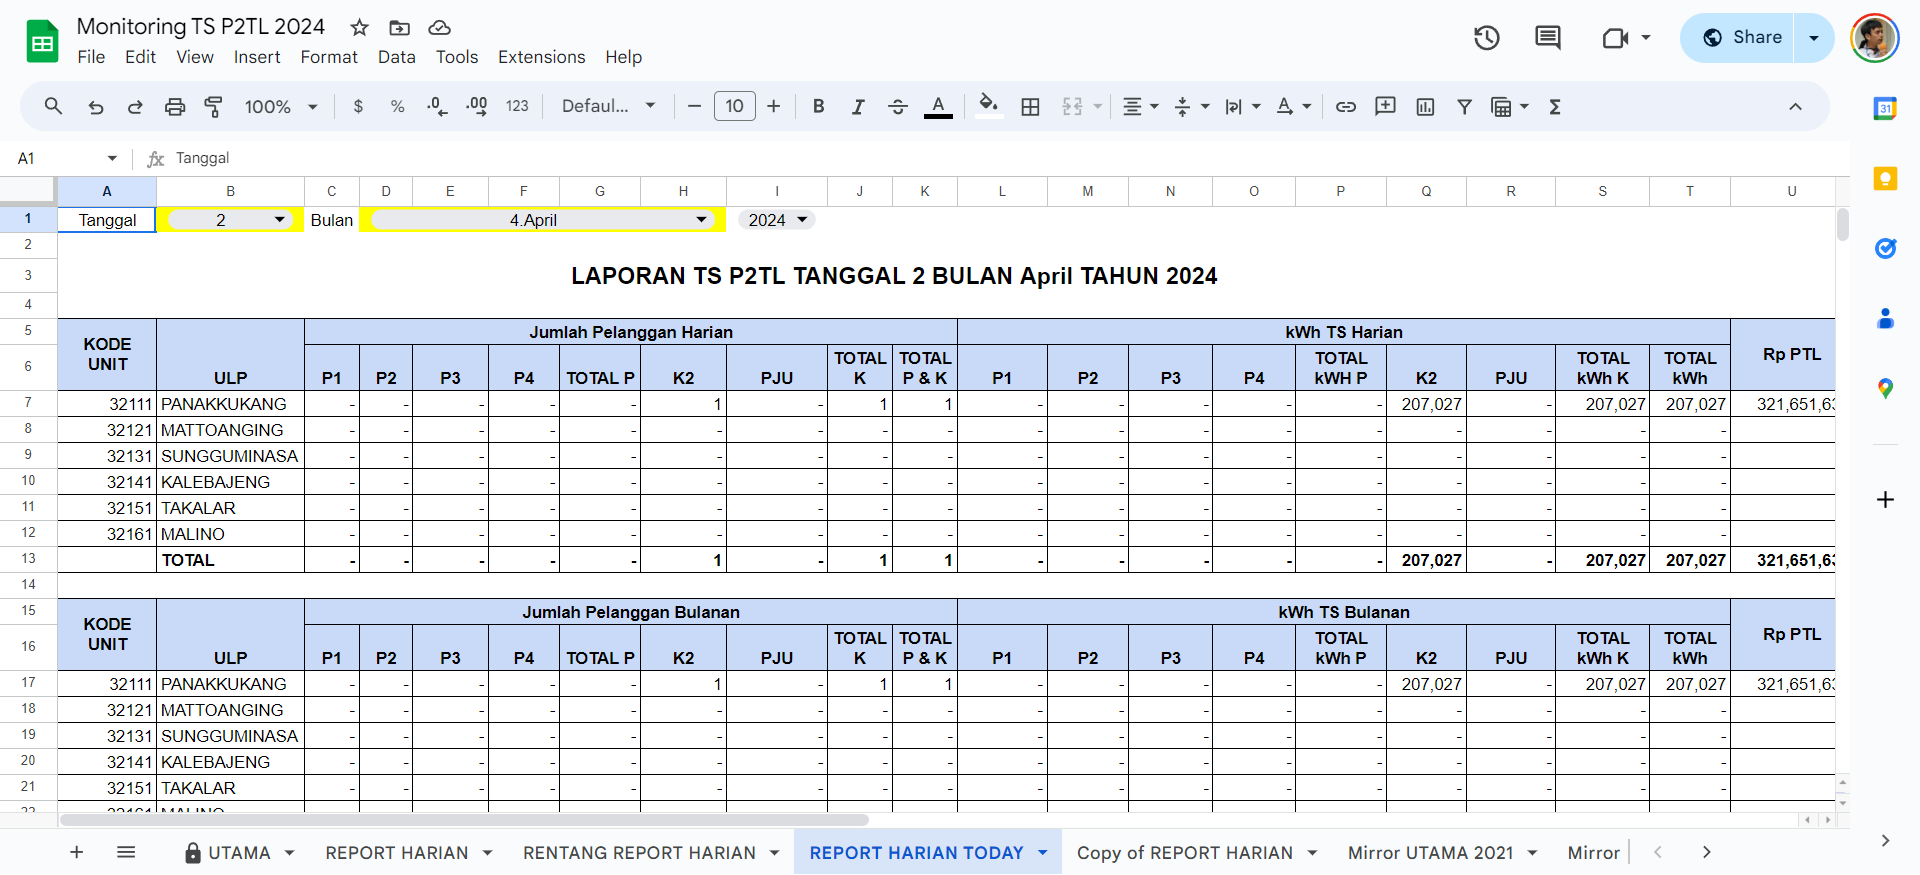 Monitoring TS P2TL 2024
File Edit View Insert Format Data Tools Extensions Help
Share
100% $ % .0 .00 123 Defaul... 10 B I S A
31
A1 Tanggal
A B C D E F G H I J K L M N O P Q R S T U
1 Tanggal 2 Bulan 4.April 2024
2
3 LAPORAN TS P2TL TANGGAL 2 BULAN April TAHUN 2024
4
5 KODE UNIT ULP Jumlah Pelanggan Harian kWh TS Harian Rp PTL
6 P1 P2 P3 P4 TOTAL P K2 PJU TOTAL K TOTAL P & K P1 P2 P3 P4 TOTAL kWH P K2 PJU TOTAL kWh K TOTAL kWh
7 32111 PANAKKUKANG - - - - - 1 - 1 1 - - - - - 207,027 - 207,027 207,027 321,651,63
8 32121 MATTOANGING - - - - - - - - - - - - - - - - - -
9 32131 SUNGGUMINASA - - - - - - - - - - - - - - - - - -
10 32141 KALEBAJENG - - - - - - - - - - - - - - - - - -
11 32151 TAKALAR - - - - - - - - - - - - - - - - - -
12 32161 MALINO - - - - - - - - - - - - - - - - - -
13 TOTAL - - - - - 1 - 1 1 - - - - - 207,027 - 207,027 207,027 321,651,63
14
15 KODE UNIT ULP Jumlah Pelanggan Bulanan kWh TS Bulanan Rp PTL
16 P1 P2 P3 P4 TOTAL P K2 PJU TOTAL K TOTAL P & K P1 P2 P3 P4 TOTAL kWh P K2 PJU TOTAL kWh K TOTAL kWh
17 32111 PANAKKUKANG - - - - - 1 - 1 1 - - - - - 207,027 - 207,027 207,027 321,651,63
18 32121 MATTOANGING - - - - - - - - - - - - - - - - - -
19 32131 SUNGGUMINASA - - - - - - - - - - - - - - - - - -
20 32141 KALEBAJENG - - - - - - - - - - - - - - - - - -
21 32151 TAKALAR - - - - - - - - - - - - - - - - - -
22 32161 MALINO
UTAMA REPORT HARIAN RENTANG REPORT HARIAN REPORT HARIAN TODAY Copy of REPORT HARIAN Mirror UTAMA 2021 Mirror